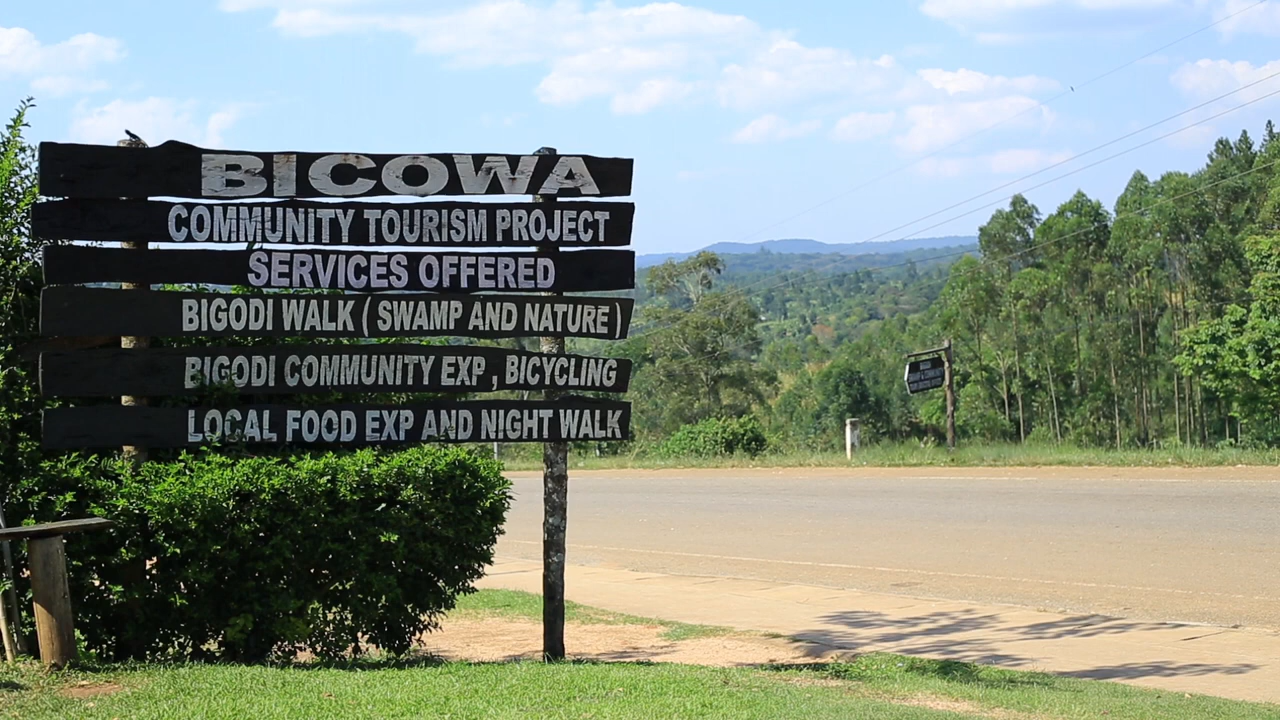 BICOWA
COMMUNITY TOURISM PROJECT
SERVICES OFFERED
BIGODI WALK ( SWAMP AND NATURE )
BIGODI COMMUNITY EXP , BICYCLING
LOCAL FOOD EXP AND NIGHT WALK